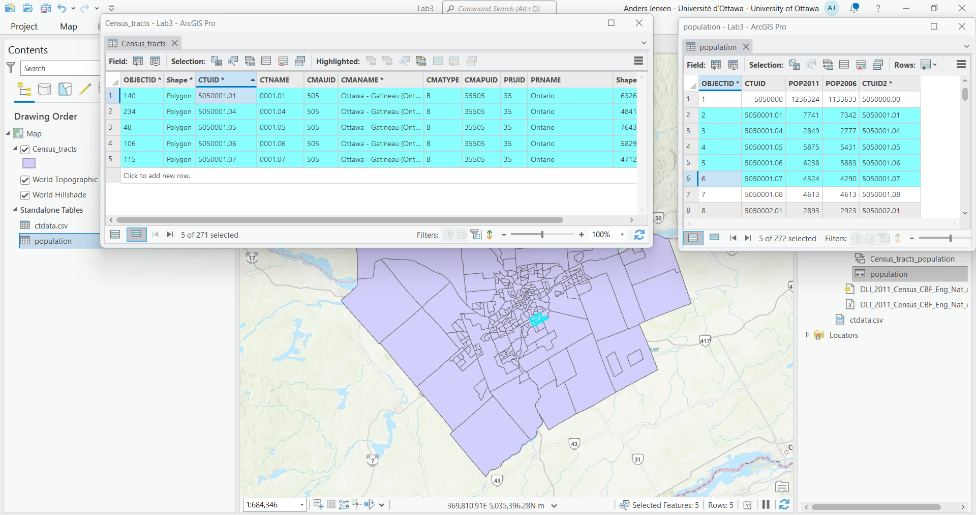 Lab3
Command Search (Alt+Q)
Anders Jensen - Université d'Ottawa - University of Ottawa
AJ
Project
Map
Contents
Search
Drawing Order
Map
Census_tracts
World Topographic
World Hillshade
Standalone Tables
ctdata.csv
population
Census_tracts - Lab3 - ArcGIS Pro
Census_tracts
Field: Selection: Highlighted:
OBJECTID * Shape * CTUID * CTNAME CMAUID CMANAME * CMATYPE CMAPUID PRUID PRNAME Shape
1 140 Polygon 5050001.01 0001.01 505 Ottawa - Gatineau (Ont... B 35505 35 Ontario 6326
2 234 Polygon 5050001.04 0001.04 505 Ottawa - Gatineau (Ont... B 35505 35 Ontario 4841
3 48 Polygon 5050001.05 0001.05 505 Ottawa - Gatineau (Ont... B 35505 35 Ontario 7643
4 106 Polygon 5050001.06 0001.06 505 Ottawa - Gatineau (Ont... B 35505 35 Ontario 5829
5 115 Polygon 5050001.07 0001.07 505 Ottawa - Gatineau (Ont... B 35505 35 Ontario 4712
Click to add new row.
5 of 271 selected
Filters:
100%
population - Lab3 - ArcGIS Pro
population
Field: Selection: Rows:
OBJECTID * CTUID POP2011 POP2006 CTUID2 *
1 1 5050000 1236324 1133633 5050000.00
2 2 5050001.01 7741 7342 5050001.01
3 3 5050001.04 2849 2777 5050001.04
4 4 5050001.05 5875 5431 5050001.05
5 5 5050001.06 6238 5883 5050001.06
6 6 5050001.07 4324 4290 5050001.07
7 7 5050001.08 4613 4613 5050001.08
8 8 5050002.01 2893 2923 5050002.01
5 of 272 selected
Filters:
Census_tracts_population
population
DLI_2011_Census_CBF_Eng_Nat_
DLI_2011_Census_CBF_Eng_Nat_
ctdata.csv
Locators
50
17
417
43
31
7
43
1:684,346
369,810.91E 5,035,396.28N m
Selected Features: 5
Rows: 5